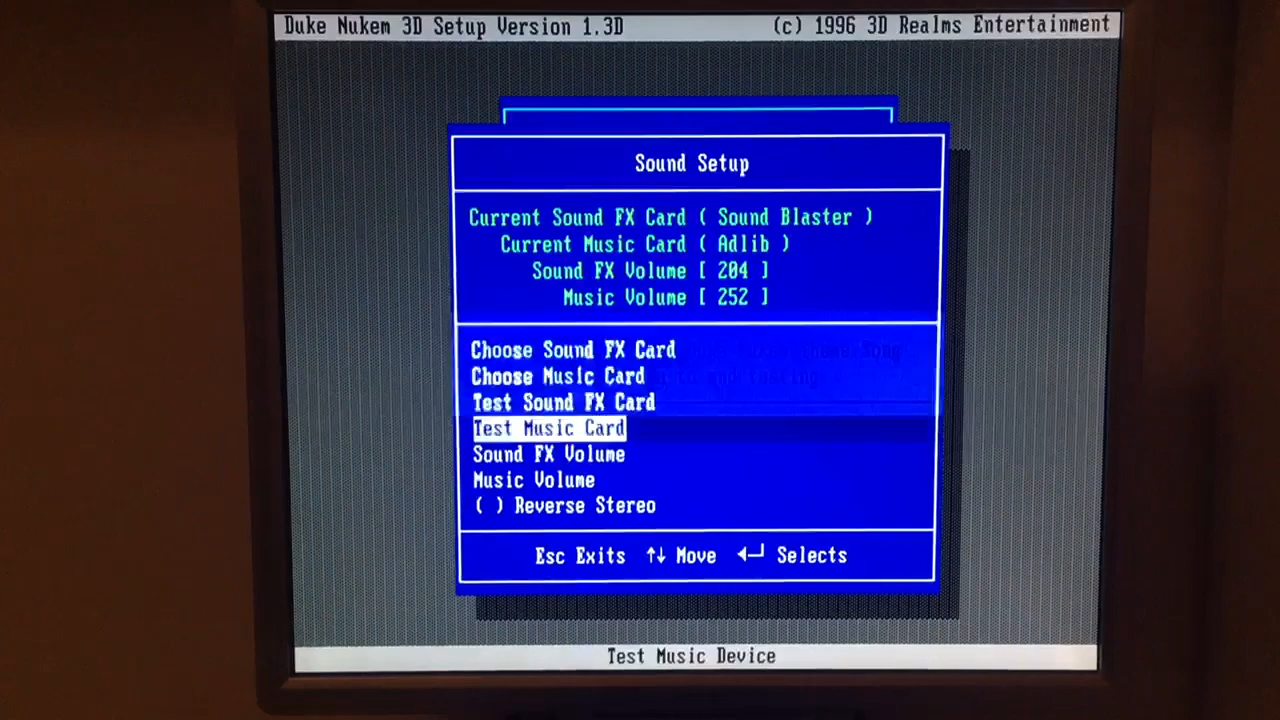 Duke Nukem 3D Setup Version 1.3D (c) 1996 3D Realms Entertainment
Sound Setup
Current Sound FX Card ( Sound Blaster )
Current Music Card ( Adlib )
Sound FX Volume [ 204 ]
Music Volume [ 252 ]
Choose Sound FX Card
Choose Music Card
Test Sound FX Card
Test Music Card
Sound FX Volume
Music Volume
( ) Reverse Stereo
Esc Exits ↑↓ Move ◄─┘ Selects
Test Music Device